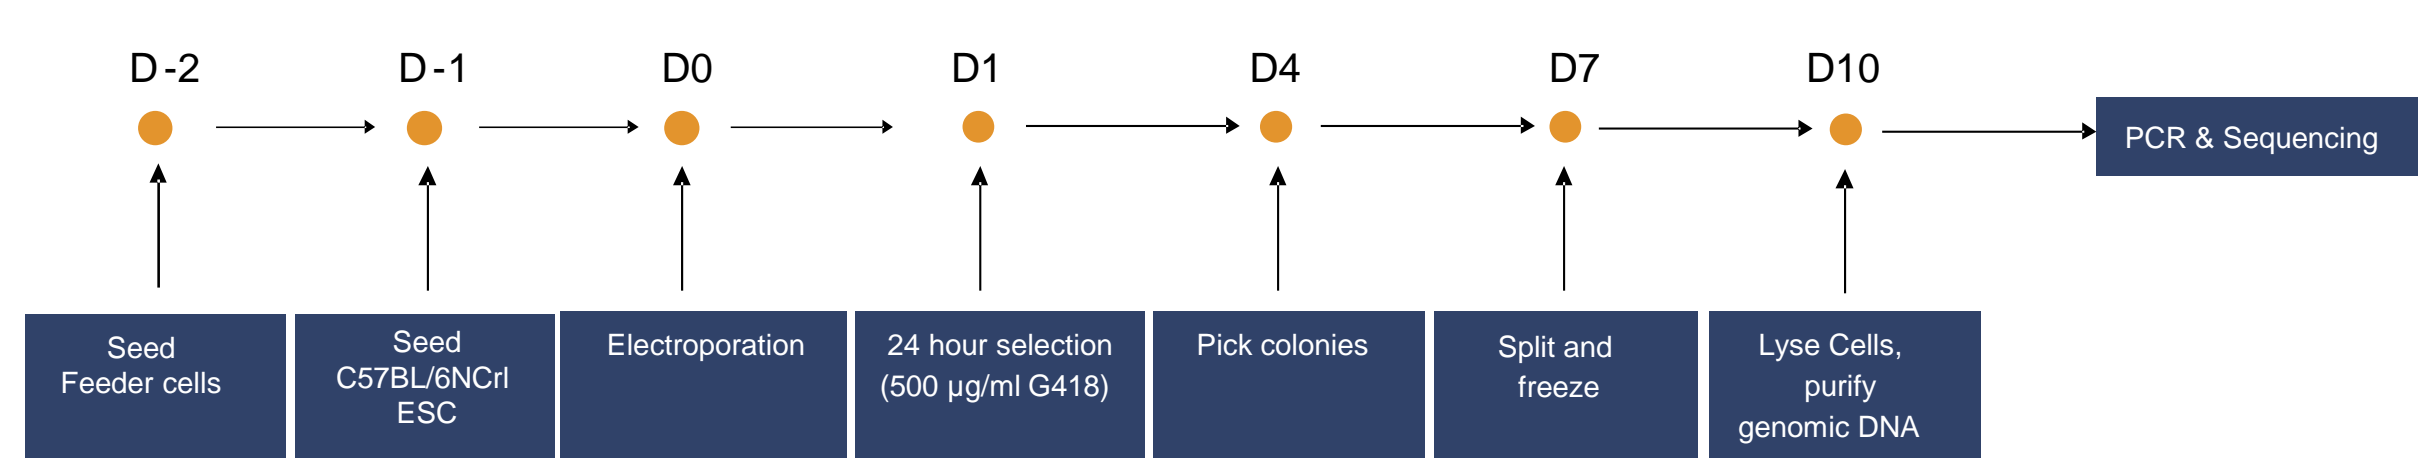 D-2
D-1
D0
D1
D4
D7
D10
PCR & Sequencing
Seed
Feeder cells
Seed
C57BL/6NCrl
ESC
Electroporation
24 hour selection
(500 μg/ml G418)
Pick colonies
Split and
freeze
Lyse Cells,
purify
genomic DNA